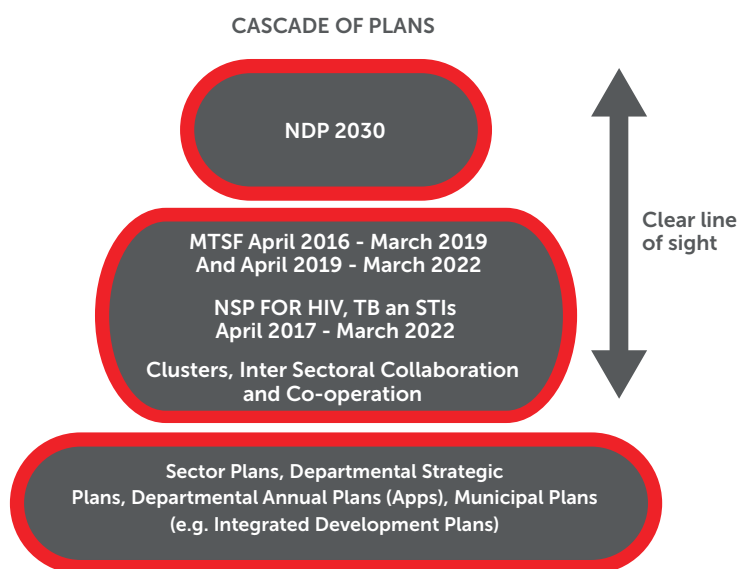 CASCADE OF PLANS
NDP 2030
MTSF April 2016 - March 2019
And April 2019 - March 2022
NSP FOR HIV, TB an STIs
April 2017 - March 2022
Clusters, Inter Sectoral Collaboration
and Co-operation
Clear line
of sight
Sector Plans, Departmental Strategic
Plans, Departmental Annual Plans (Apps), Municipal Plans
(e.g. Integrated Development Plans)